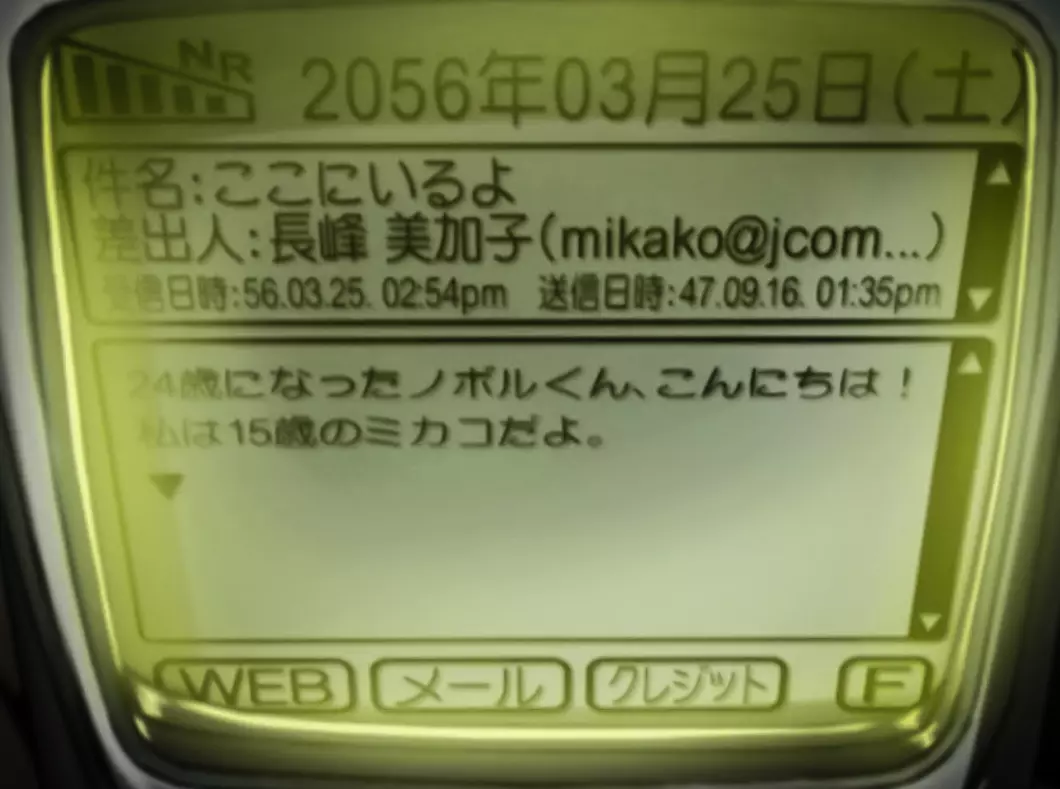 NR 2056年03月25日(土)
件名:ここにいるよ
差出人:長峰 美加子(mikako@jcom...)
受信日時:56.03.25. 02:54pm 送信日時:47.09.16. 01:35pm
24歳になったノボルくん、こんにちは！
私は15歳のミカコだよ。
WEB メール クレジット F